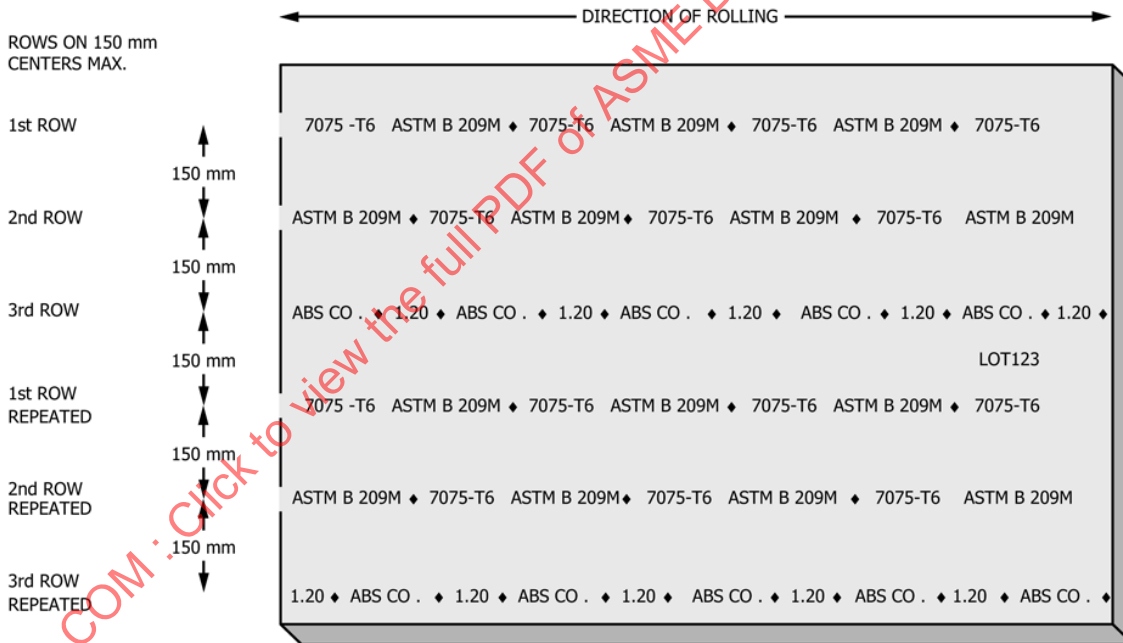 DIRECTION OF ROLLING
ROWS ON 150 mm
CENTERS MAX.
1st ROW
7075 -T6 ASTM B 209M ♦ 7075-T6 ASTM B 209M ♦ 7075-T6 ASTM B 209M ♦ 7075-T6
150 mm
2nd ROW
ASTM B 209M ♦ 7075-T6 ASTM B 209M ♦ 7075-T6 ASTM B 209M ♦ 7075-T6 ASTM B 209M
150 mm
3rd ROW
ABS CO . ♦ 1.20 ♦ ABS CO . ♦ 1.20 ♦ ABS CO . ♦ 1.20 ♦ ABS CO . ♦ 1.20 ♦ ABS CO . ♦ 1.20 ♦
150 mm
LOT123
1st ROW
REPEATED
7075 -T6 ASTM B 209M ♦ 7075-T6 ASTM B 209M ♦ 7075-T6 ASTM B 209M ♦ 7075-T6
150 mm
2nd ROW
REPEATED
ASTM B 209M ♦ 7075-T6 ASTM B 209M ♦ 7075-T6 ASTM B 209M ♦ 7075-T6 ASTM B 209M
150 mm
3rd ROW
REPEATED
1.20 ♦ ABS CO . ♦ 1.20 ♦ ABS CO . ♦ 1.20 ♦ ABS CO . ♦ 1.20 ♦ ABS CO . ♦ 1.20 ♦ ABS CO . ♦
COM : Click to view the full PDF of ASME